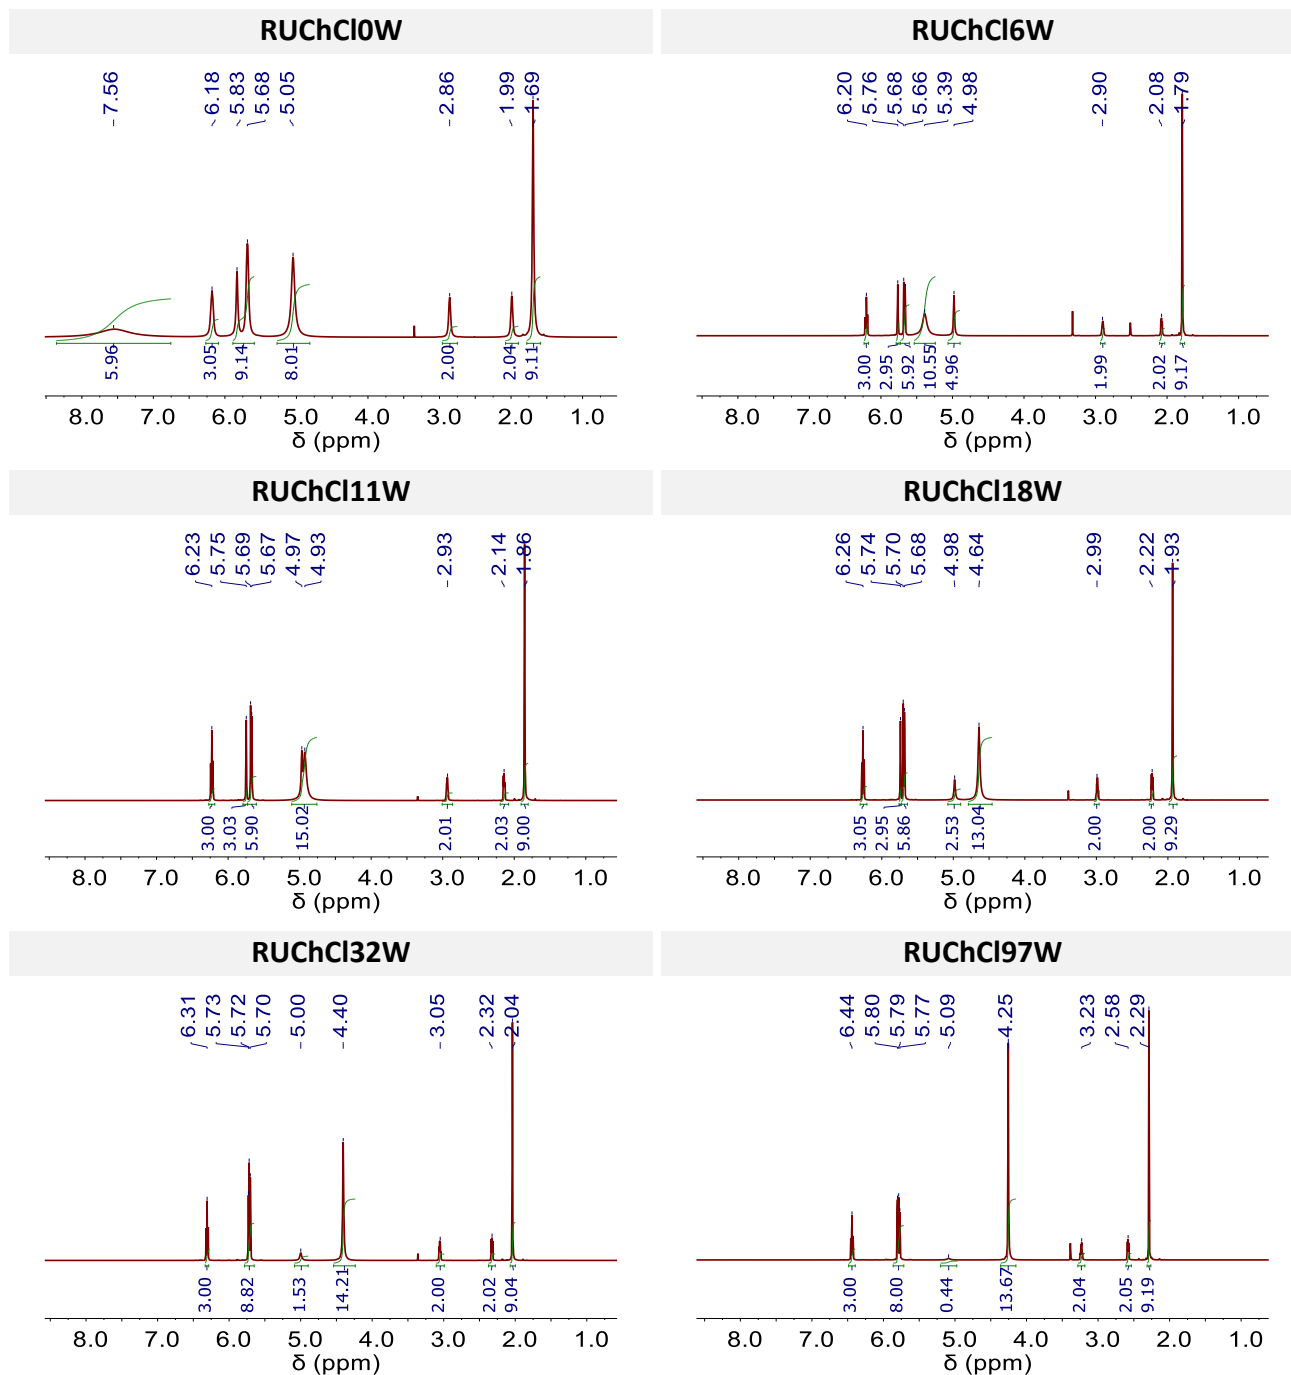 RUChCl0W
7.56 6.18 5.83 5.68 5.05 2.86 1.99 1.69
5.96 3.05 9.14 8.01 2.00 2.04 9.11
8.0 7.0 6.0 5.0 4.0 3.0 2.0 1.0
δ (ppm)
RUChCl6W
6.20 5.76 5.68 5.66 5.39 4.98 2.90 2.08 1.79
3.00 2.95 5.92 10.55 4.96 1.99 2.02 9.17
8.0 7.0 6.0 5.0 4.0 3.0 2.0 1.0
δ (ppm)
RUChCl11W
6.23 5.75 5.69 5.67 4.97 4.93 2.93 2.14 1.86
3.00 3.03 5.90 15.02 2.01 2.03 9.00
8.0 7.0 6.0 5.0 4.0 3.0 2.0 1.0
δ (ppm)
RUChCl18W
6.26 5.74 5.70 5.68 4.98 4.64 2.99 2.22 1.93
3.05 2.95 5.86 2.53 13.04 2.00 2.00 9.29
8.0 7.0 6.0 5.0 4.0 3.0 2.0 1.0
δ (ppm)
RUChCl32W
6.31 5.73 5.72 5.70 5.00 4.40 3.05 2.32 2.04
3.00 8.82 1.53 14.21 2.00 2.02 9.04
8.0 7.0 6.0 5.0 4.0 3.0 2.0 1.0
δ (ppm)
RUChCl97W
6.44 5.80 5.79 5.77 5.09 4.25 3.23 2.58 2.29
3.00 8.00 0.44 13.67 2.04 2.05 9.19
8.0 7.0 6.0 5.0 4.0 3.0 2.0 1.0
δ (ppm)